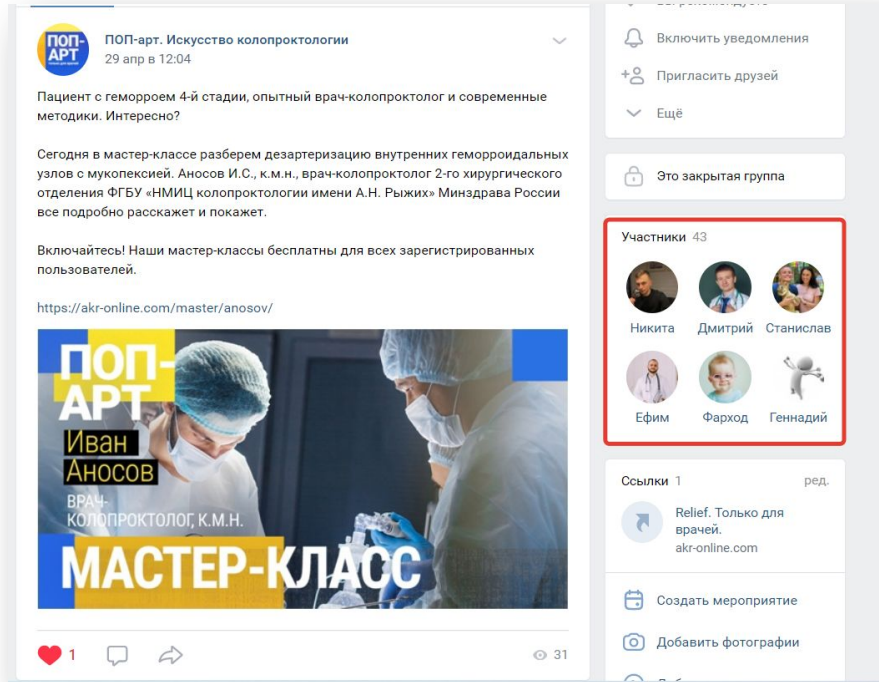 ПОП-
АРТ
ПОП-арт. Искусство колопроктологии
29 апр в 12:04
Пациент с геморроем 4-й стадии, опытный врач-колопроктолог и современные
методики. Интересно?
Сегодня в мастер-классе разберем дезартеризацию внутренних геморроидальных
узлов с мукопексией. Аносов И.С., к.м.н., врач-колопроктолог 2-го хирургического
отделения ФГБУ «НМИЦ колопроктологии имени А.Н. Рыжих» Минздрава России
все подробно расскажет и покажет.
Включайтесь! Наши мастер-классы бесплатны для всех зарегистрированных
пользователей.
https://akr-online.com/master/anosov/
ПОП-
АРТ
Иван
Аносов
ВРАЧ-
КОЛОПРОКТОЛОГ, К.М.Н.
МАСТЕР-КЛАСС
1
31
Включить уведомления
Пригласить друзей
Ещё
Это закрытая группа
Участники 43
Никита Дмитрий Станислав
Ефим Фарход Геннадий
Ссылки 1 ред.
Relief. Только для
врачей.
akr-online.com
Создать мероприятие
Добавить фотографии